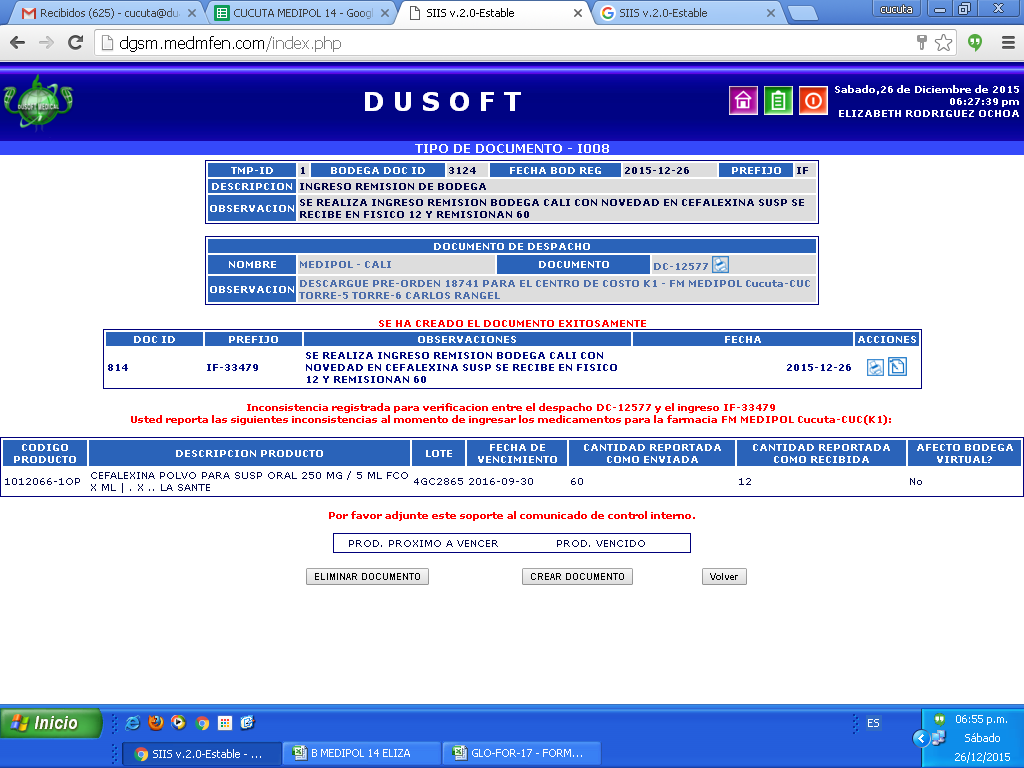 Recibidos (625) - cucuta@du
CUCUTA MEDIPOL 14 - Goog
SIIS v.2.0-Estable
SIIS v.2.0-Estable
cucuta
dgsm.medmfen.com/index.php
DUSOFT MEDICAL
DUSOFT
Sabado,26 de Diciembre de 2015
06:27:39 pm
ELIZABETH RODRIGUEZ OCHOA
TIPO DE DOCUMENTO - I008
TMP-ID 1 BODEGA DOC ID 3124 FECHA BOD REG 2015-12-26 PREFIJO IF
DESCRIPCION INGRESO REMISION DE BODEGA
OBSERVACION SE REALIZA INGRESO REMISION BODEGA CALI CON NOVEDAD EN CEFALEXINA SUSP SE
RECIBE EN FISICO 12 Y REMISIONAN 60
DOCUMENTO DE DESPACHO
NOMBRE MEDIPOL - CALI DOCUMENTO DC-12577
OBSERVACION DESCARGUE PRE-ORDEN 18741 PARA EL CENTRO DE COSTO K1 - FM MEDIPOL Cucuta-CUC
TORRE-5 TORRE-6 CARLOS RANGEL
SE HA CREADO EL DOCUMENTO EXITOSAMENTE
DOC ID PREFIJO OBSERVACIONES FECHA ACCIONES
814 IF-33479 SE REALIZA INGRESO REMISION BODEGA CALI CON
NOVEDAD EN CEFALEXINA SUSP SE RECIBE EN FISICO
12 Y REMISIONAN 60 2015-12-26
Inconsistencia registrada para verificacion entre el despacho DC-12577 y el ingreso IF-33479
Usted reporta las siguientes inconsistencias al momento de ingresar los medicamentos para la farmacia FM MEDIPOL Cucuta-CUC(K1):
CODIGO PRODUCTO DESCRIPCION PRODUCTO LOTE FECHA DE VENCIMIENTO CANTIDAD REPORTADA COMO ENVIADA CANTIDAD REPORTADA COMO RECIBIDA AFECTO BODEGA VIRTUAL?
1012066-1OP CEFALEXINA POLVO PARA SUSP ORAL 250 MG / 5 ML FCO
X ML | . X .. LA SANTE 4GC2865 2016-09-30 60 12 No
Por favor adjunte este soporte al comunicado de control interno.
PROD. PROXIMO A VENCER PROD. VENCIDO
ELIMINAR DOCUMENTO CREAR DOCUMENTO Volver
Inicio
ES
06:55 p.m.
Sábado
26/12/2015
SIIS v.2.0-Estable - ...
B MEDIPOL 14 ELIZA
GLO-FOR-17 - FORM...